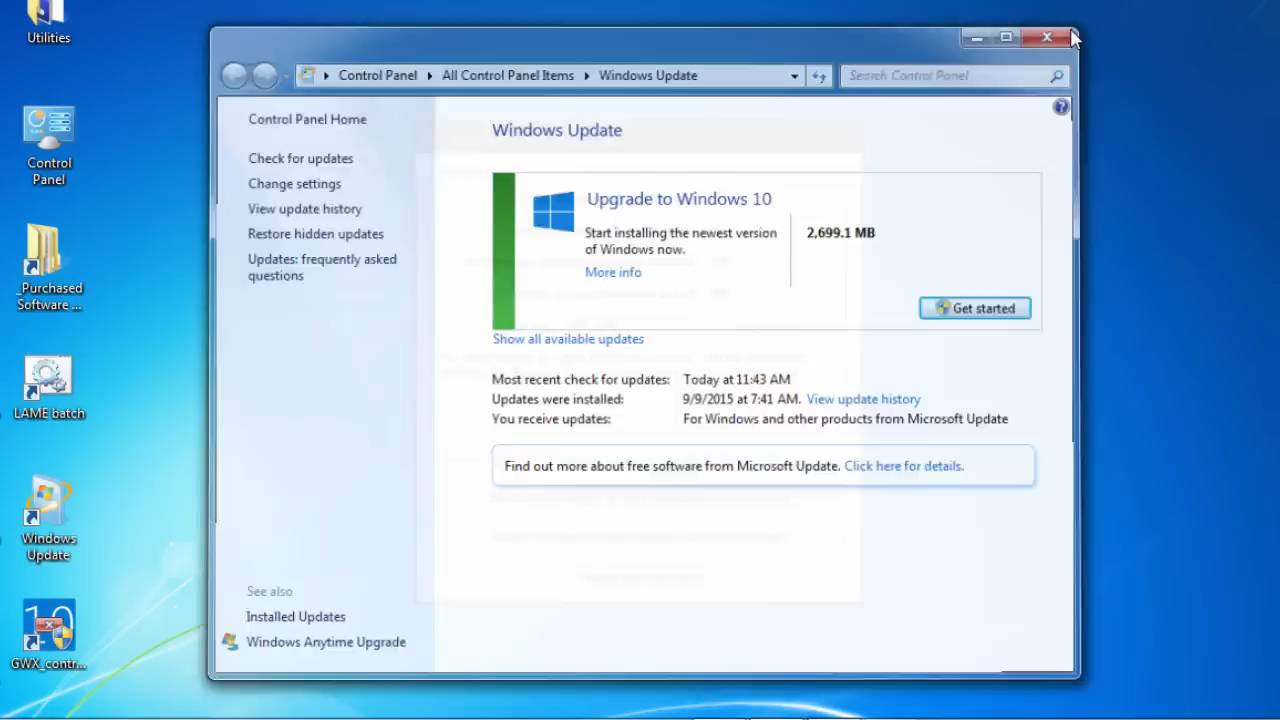 Utilities
Control
Panel
_Purchased
Software ...
LAME batch
Windows
Update
10
GWX_contr...
Control Panel
All Control Panel Items
Windows Update
Search Control Panel
Control Panel Home
Check for updates
Change settings
View update history
Restore hidden updates
Updates: frequently asked
questions
See also
Installed Updates
Windows Anytime Upgrade
Windows Update
Upgrade to Windows 10
Start installing the newest version
of Windows now.
More info
2,699.1 MB
Get started
Show all available updates
Most recent check for updates: Today at 11:43 AM
Updates were installed: 9/9/2015 at 7:41 AM. View update history
You receive updates: For Windows and other products from Microsoft Update
Find out more about free software from Microsoft Update. Click here for details.